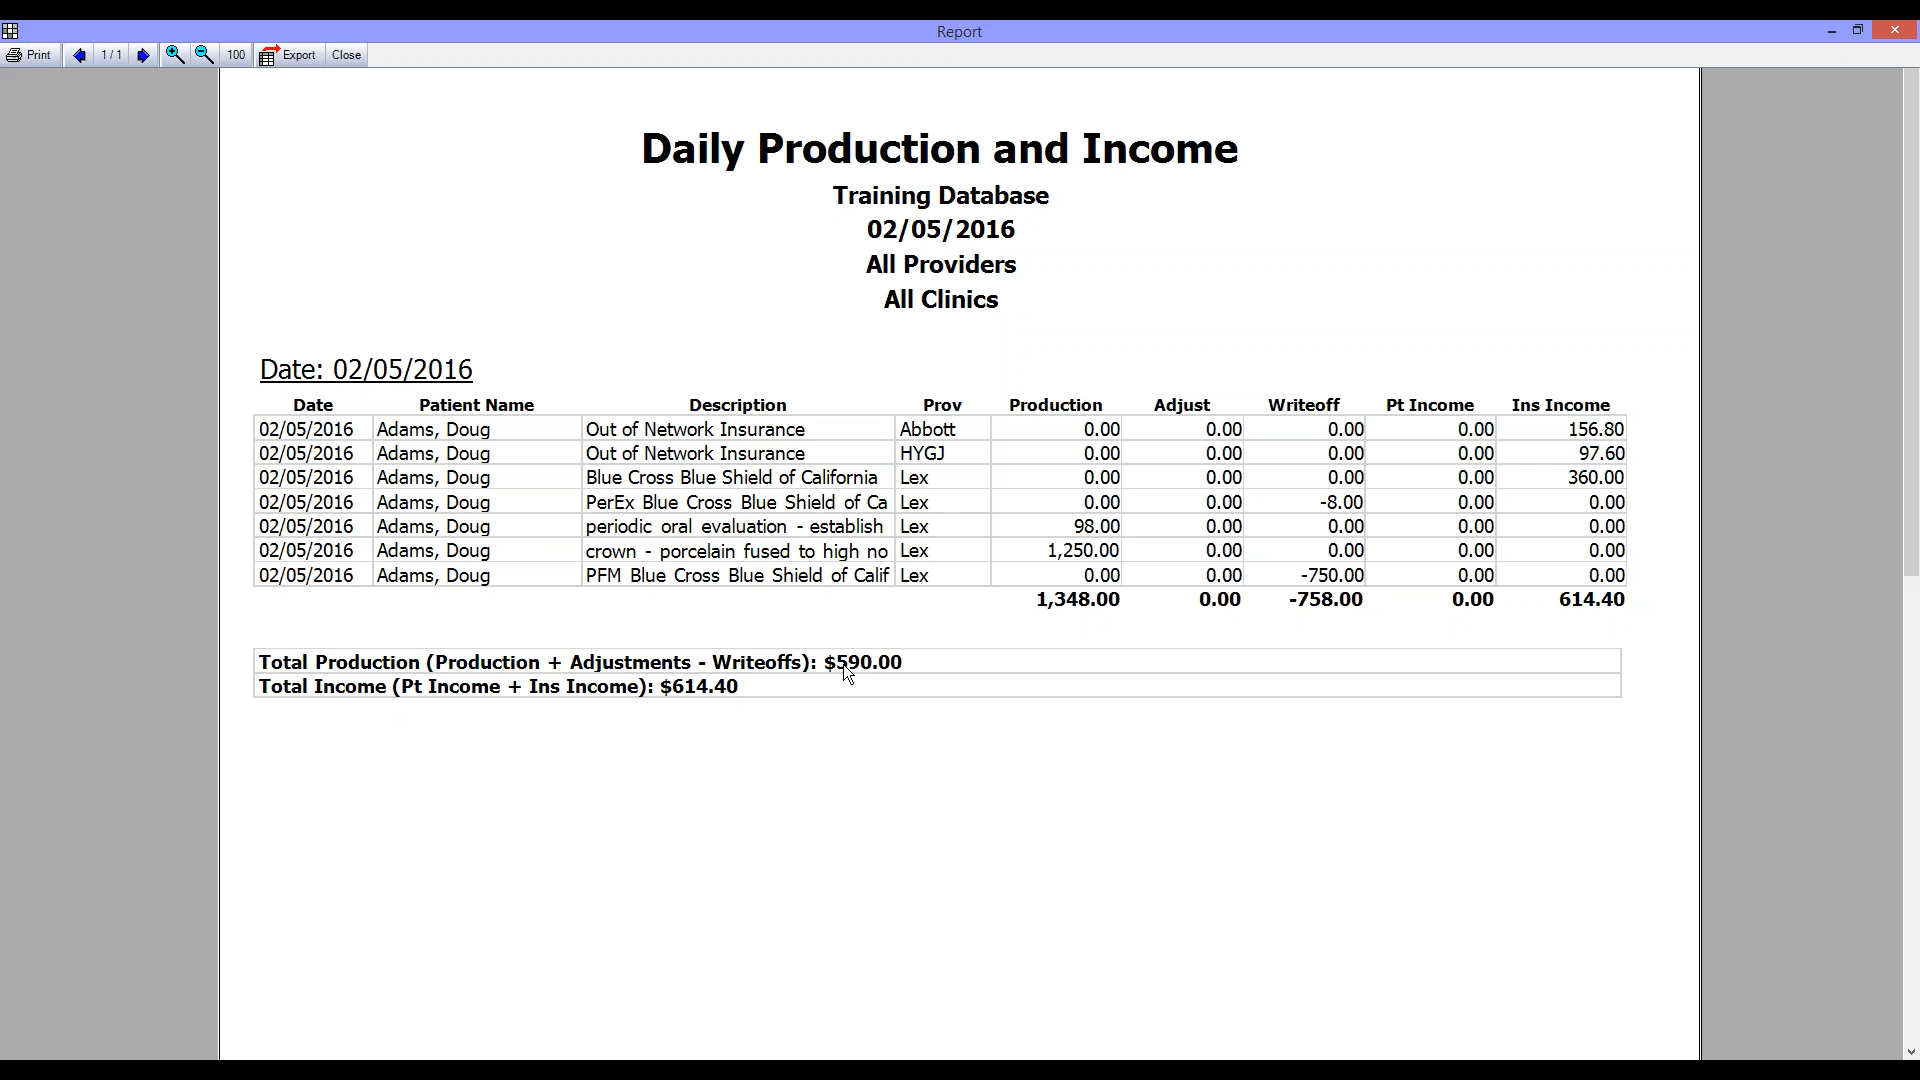 Report
Print 1 / 1 100 Export Close
Daily Production and Income
Training Database
02/05/2016
All Providers
All Clinics
Date: 02/05/2016
Date Patient Name Description Prov Production Adjust Writeoff Pt Income Ins Income
02/05/2016 Adams, Doug Out of Network Insurance Abbott 0.00 0.00 0.00 0.00 156.80
02/05/2016 Adams, Doug Out of Network Insurance HYGJ 0.00 0.00 0.00 0.00 97.60
02/05/2016 Adams, Doug Blue Cross Blue Shield of California Lex 0.00 0.00 0.00 0.00 360.00
02/05/2016 Adams, Doug PerEx Blue Cross Blue Shield of Ca Lex 0.00 0.00 -8.00 0.00 0.00
02/05/2016 Adams, Doug periodic oral evaluation - establish Lex 98.00 0.00 0.00 0.00 0.00
02/05/2016 Adams, Doug crown - porcelain fused to high no Lex 1,250.00 0.00 0.00 0.00 0.00
02/05/2016 Adams, Doug PFM Blue Cross Blue Shield of Calif Lex 0.00 0.00 -750.00 0.00 0.00
1,348.00 0.00 -758.00 0.00 614.40
Total Production (Production + Adjustments - Writeoffs): $590.00
Total Income (Pt Income + Ins Income): $614.40